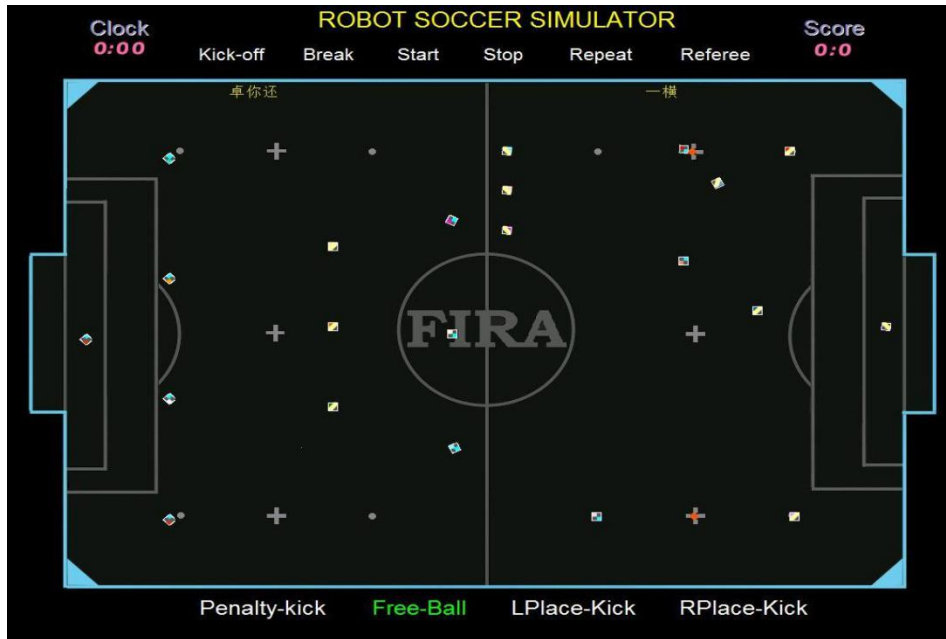 ROBOT SOCCER SIMULATOR
Clock
0:00
Score
0:0
Kick-off Break Start Stop Repeat Referee
卓你还 一横
FIRA
Penalty-kick Free-Ball LPlace-Kick RPlace-Kick